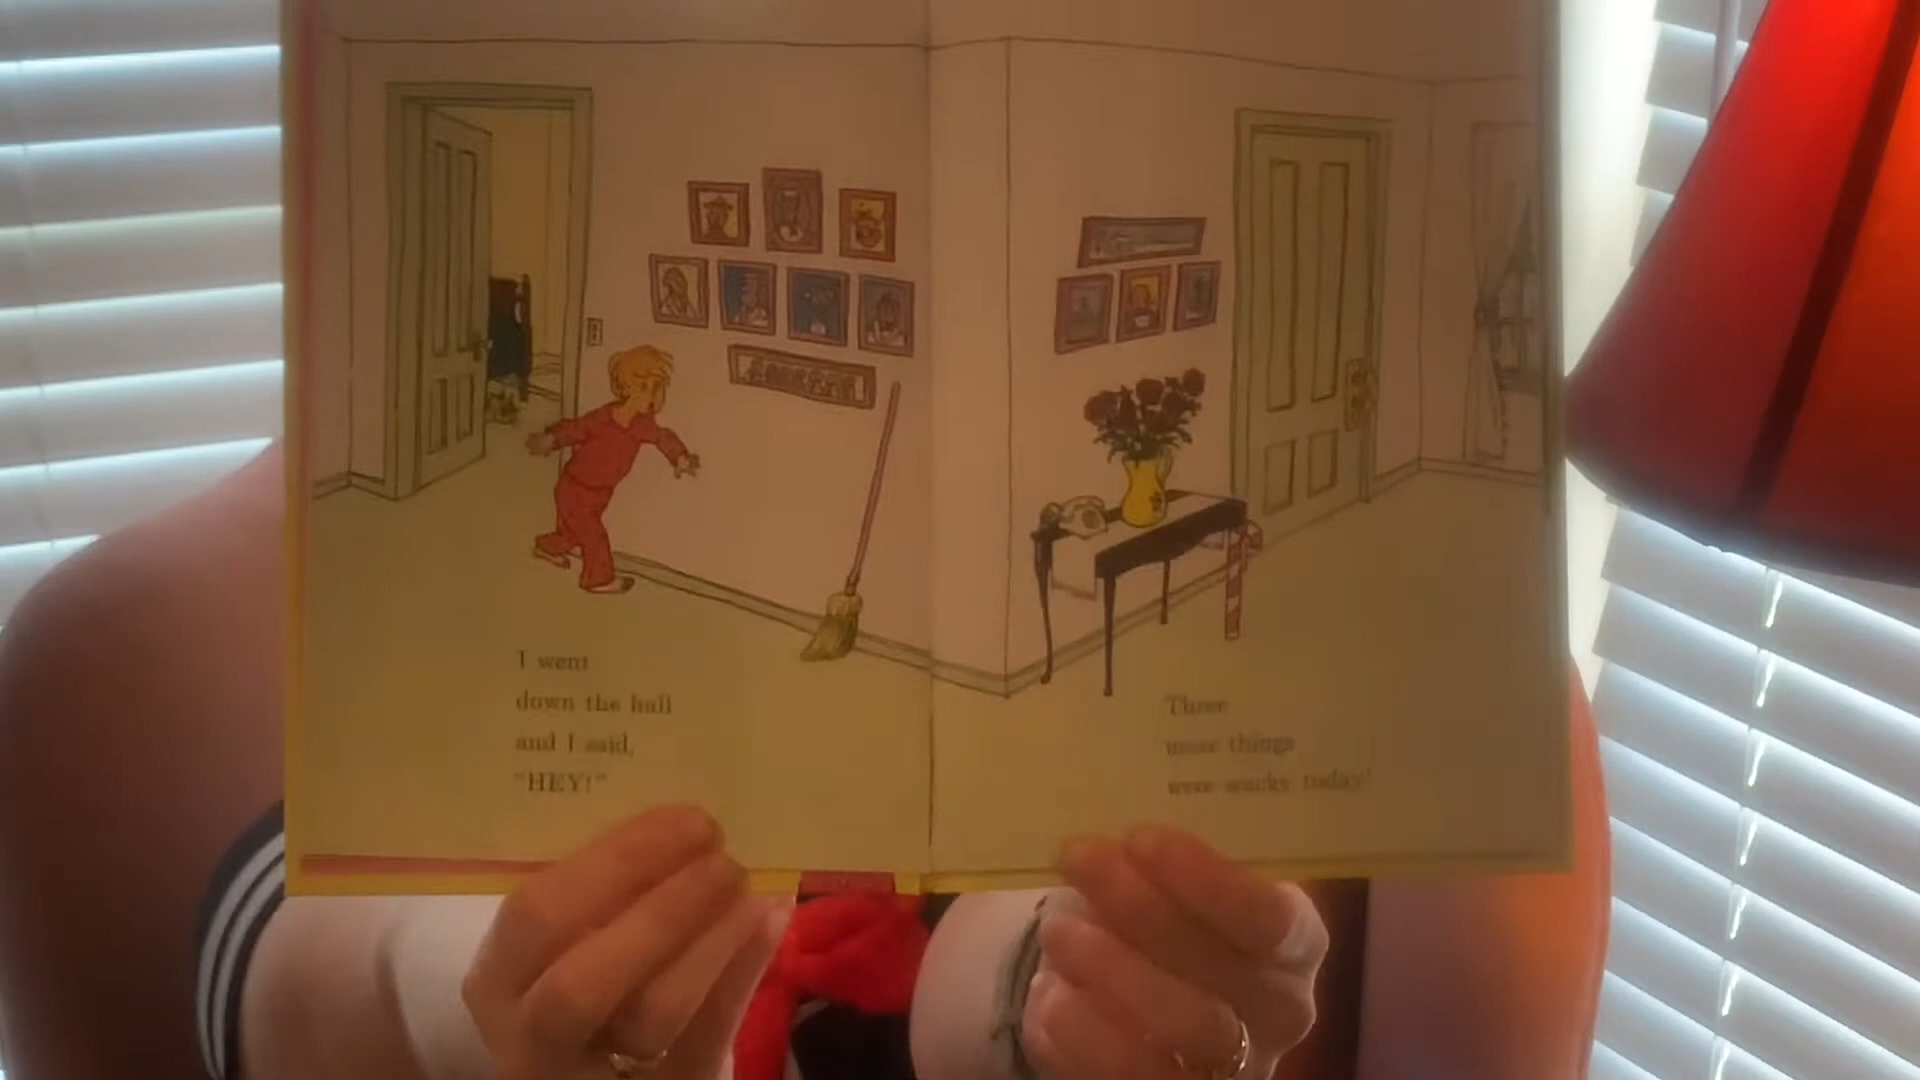 I went
down the hall
and I said,
"HEY!"
Three
more things
were wacky today!